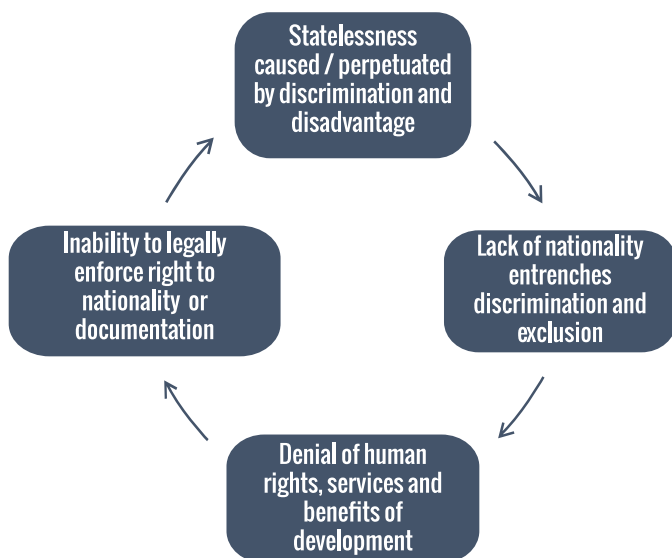 Statelessness
caused / perpetuated
by discrimination and
disadvantage
Lack of nationality
entrenches
discrimination and
exclusion
Denial of human
rights, services and
benefits of
development
Inability to legally
enforce right to
nationality or
documentation